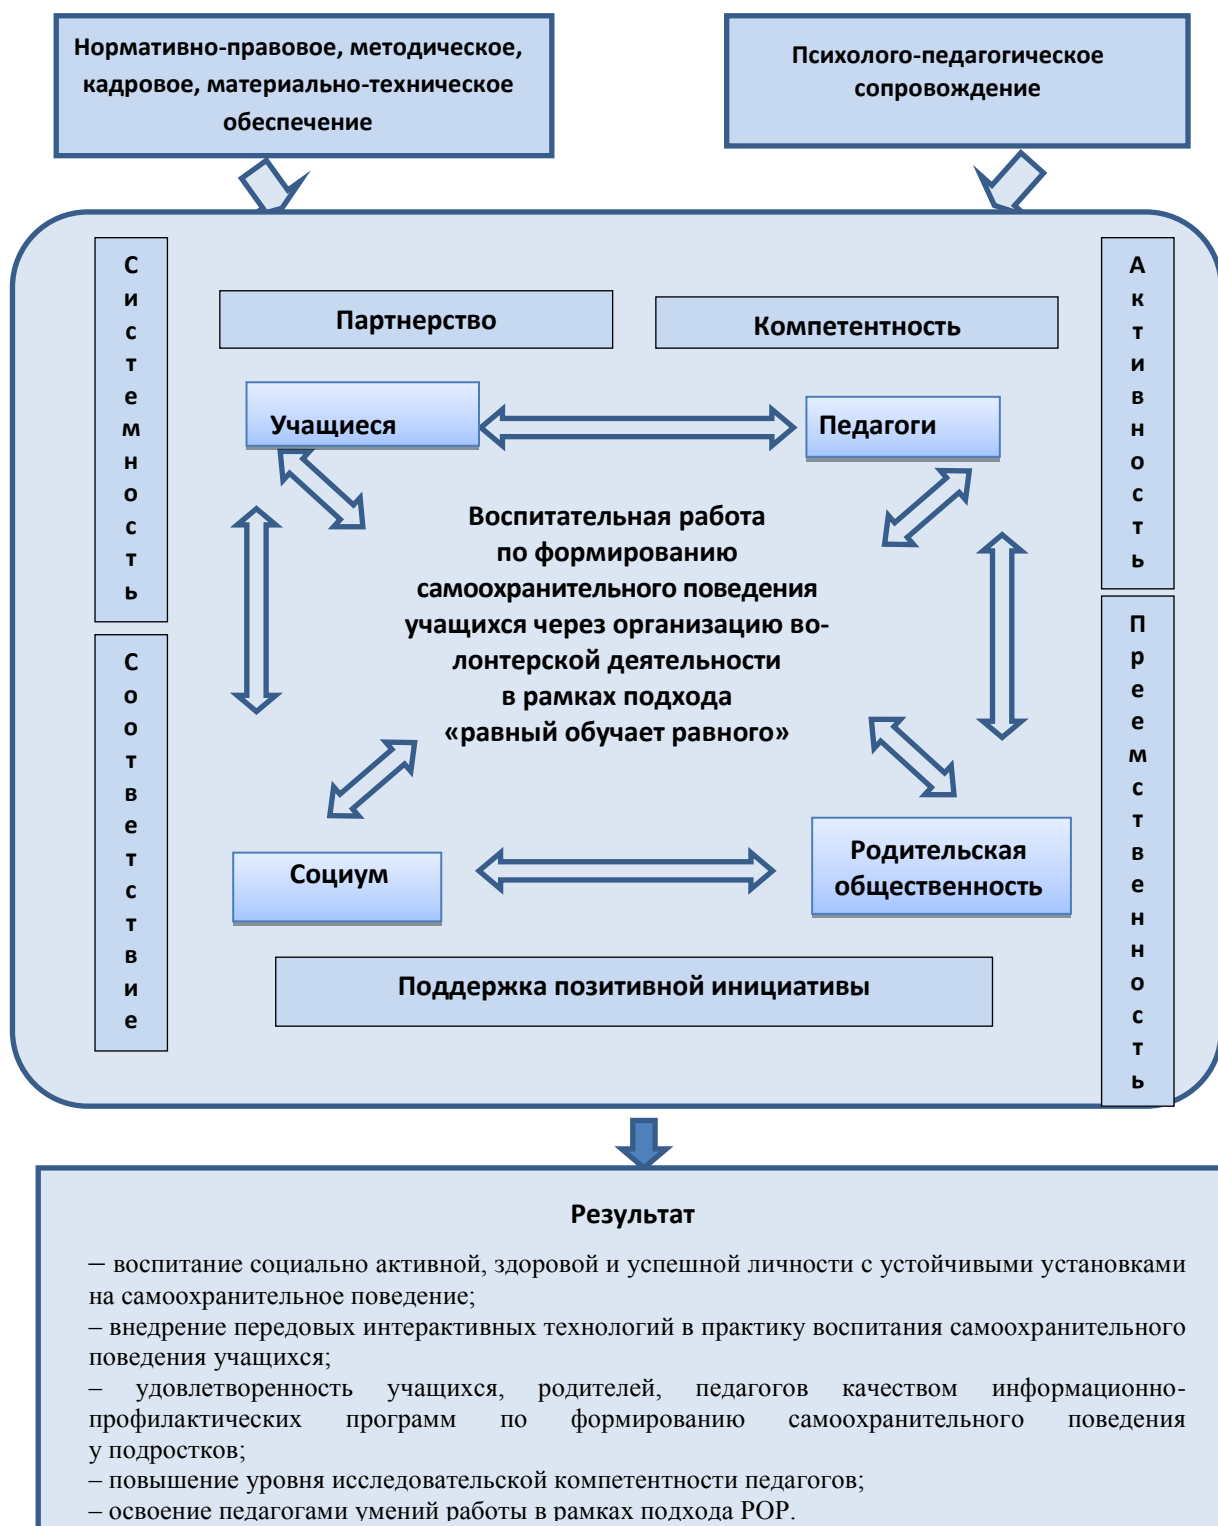 Нормативно-правовое, методическое,
кадровое, материально-техническое
обеспечение
Психолого-педагогическое
сопровождение
Системность
Активность
Партнерство
Компетентность
Учащиеся
Педагоги
Воспитательная работа
по формированию
самоохранительного поведения
учащихся через организацию во-
лонтерской деятельности
в рамках подхода
«равный обучает равного»
Соответствие
Преемственность
Социум
Родительская
общественность
Поддержка позитивной инициативы
Результат
– воспитание социально активной, здоровой и успешной личности с устойчивыми установками
на самоохранительное поведение;
– внедрение передовых интерактивных технологий в практику воспитания самоохранительного
поведения учащихся;
– удовлетворенность учащихся, родителей, педагогов качеством информационно-
профилактических программ по формированию самоохранительного поведения
у подростков;
– повышение уровня исследовательской компетентности педагогов;
– освоение педагогами умений работы в рамках подхода РОР.